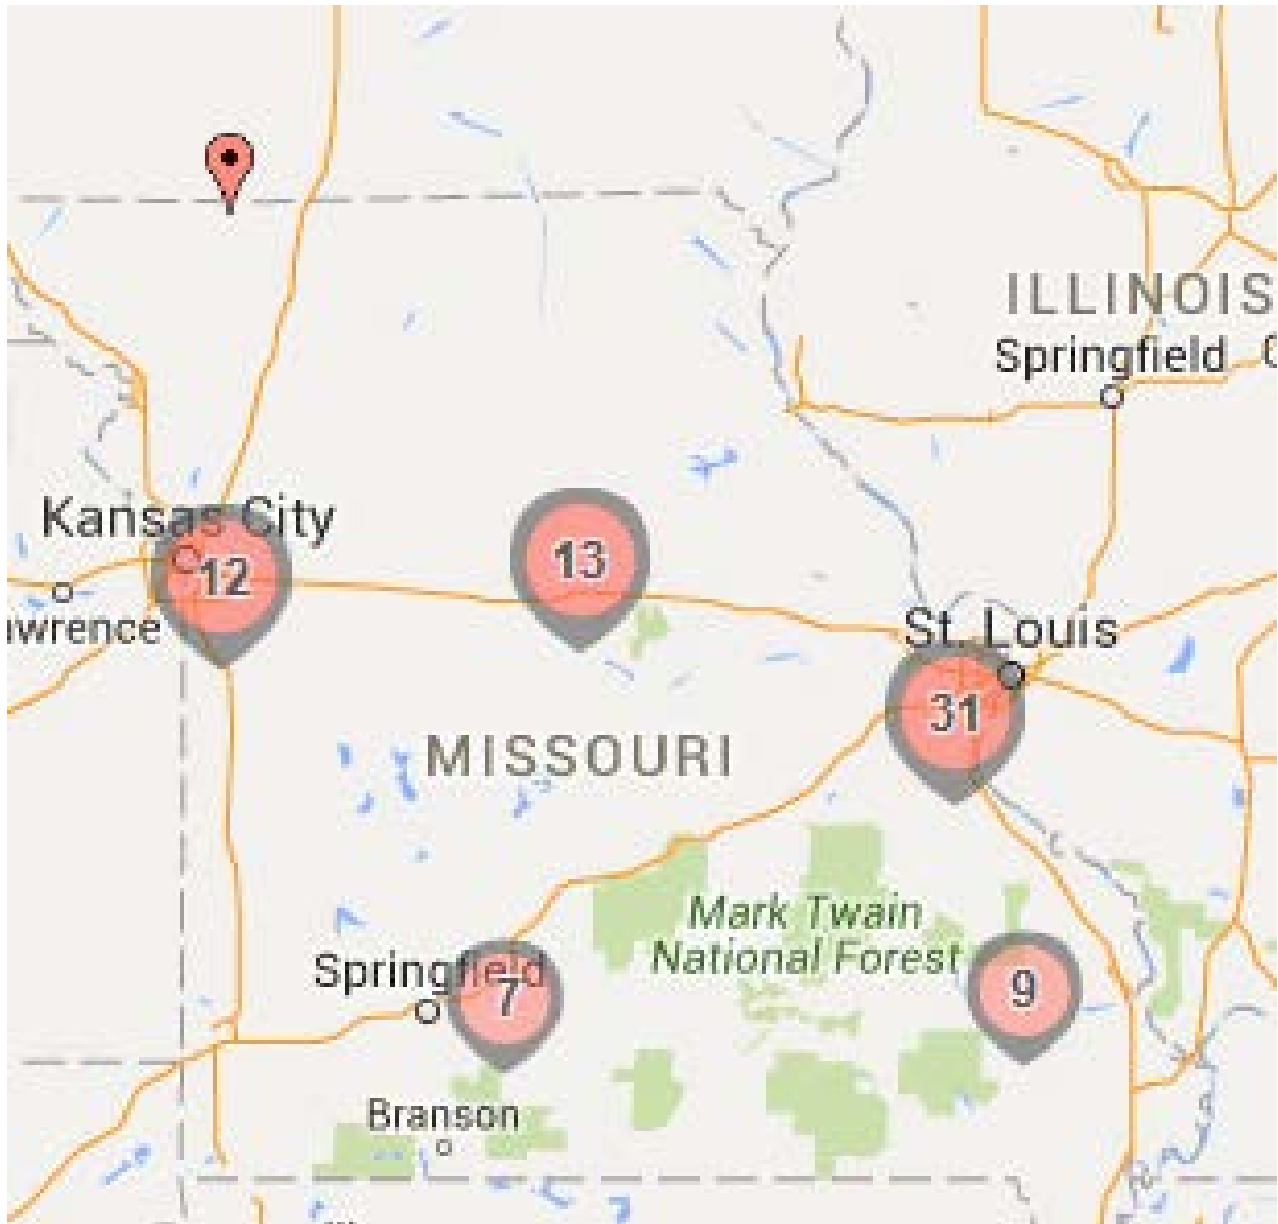 ILLINOIS
Springfield
Kansas City
12
13
wrence
St. Louis
31
MISSOURI
Mark Twain
National Forest
Springfield
7
9
Branson